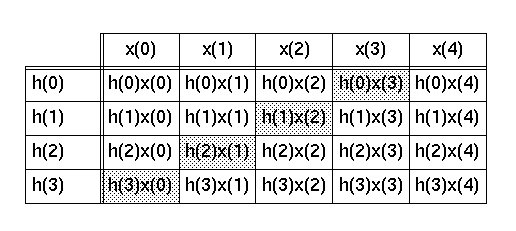 x(0) x(1) x(2) x(3) x(4)
h(0) h(0)x(0) h(0)x(1) h(0)x(2) h(0)x(3) h(0)x(4)
h(1) h(1)x(0) h(1)x(1) h(1)x(2) h(1)x(3) h(1)x(4)
h(2) h(2)x(0) h(2)x(1) h(2)x(2) h(2)x(3) h(2)x(4)
h(3) h(3)x(0) h(3)x(1) h(3)x(2) h(3)x(3) h(3)x(4)